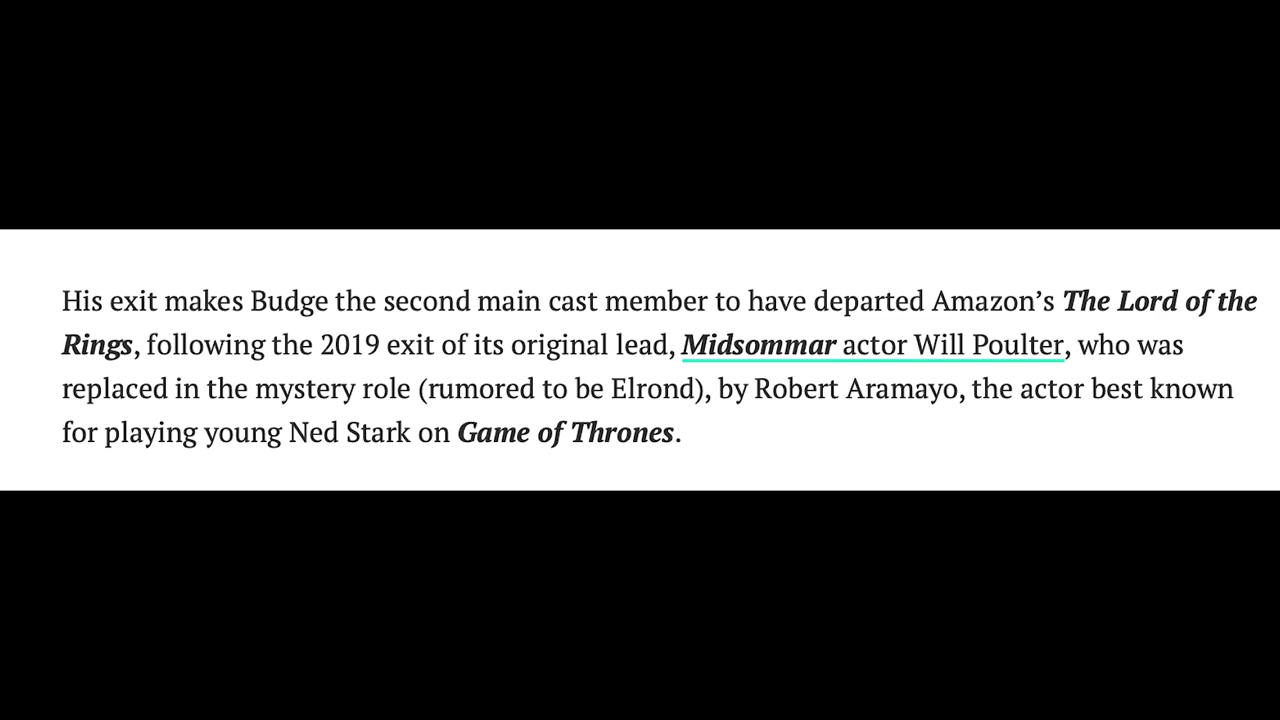 His exit makes Budge the second main cast member to have departed Amazon’s The Lord of the
Rings, following the 2019 exit of its original lead, Midsommar actor Will Poulter, who was
replaced in the mystery role (rumored to be Elrond), by Robert Aramayo, the actor best known
for playing young Ned Stark on Game of Thrones.